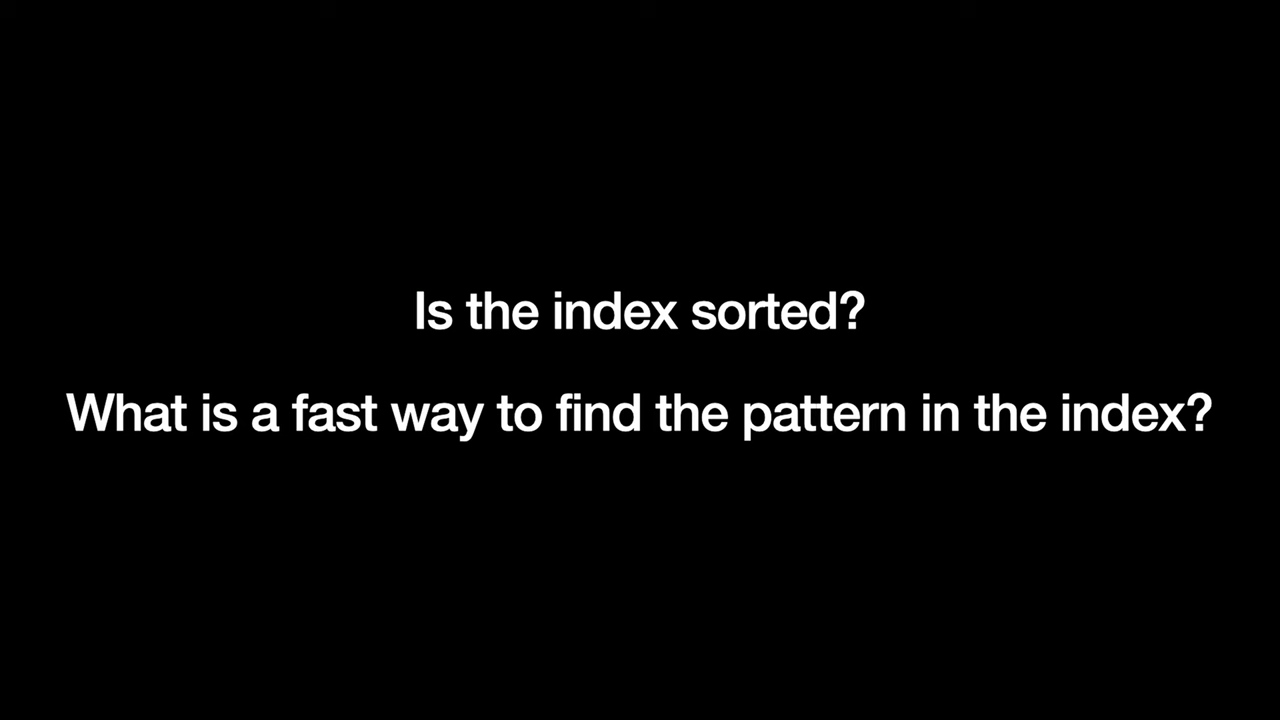 Is the index sorted?
What is a fast way to find the pattern in the index?